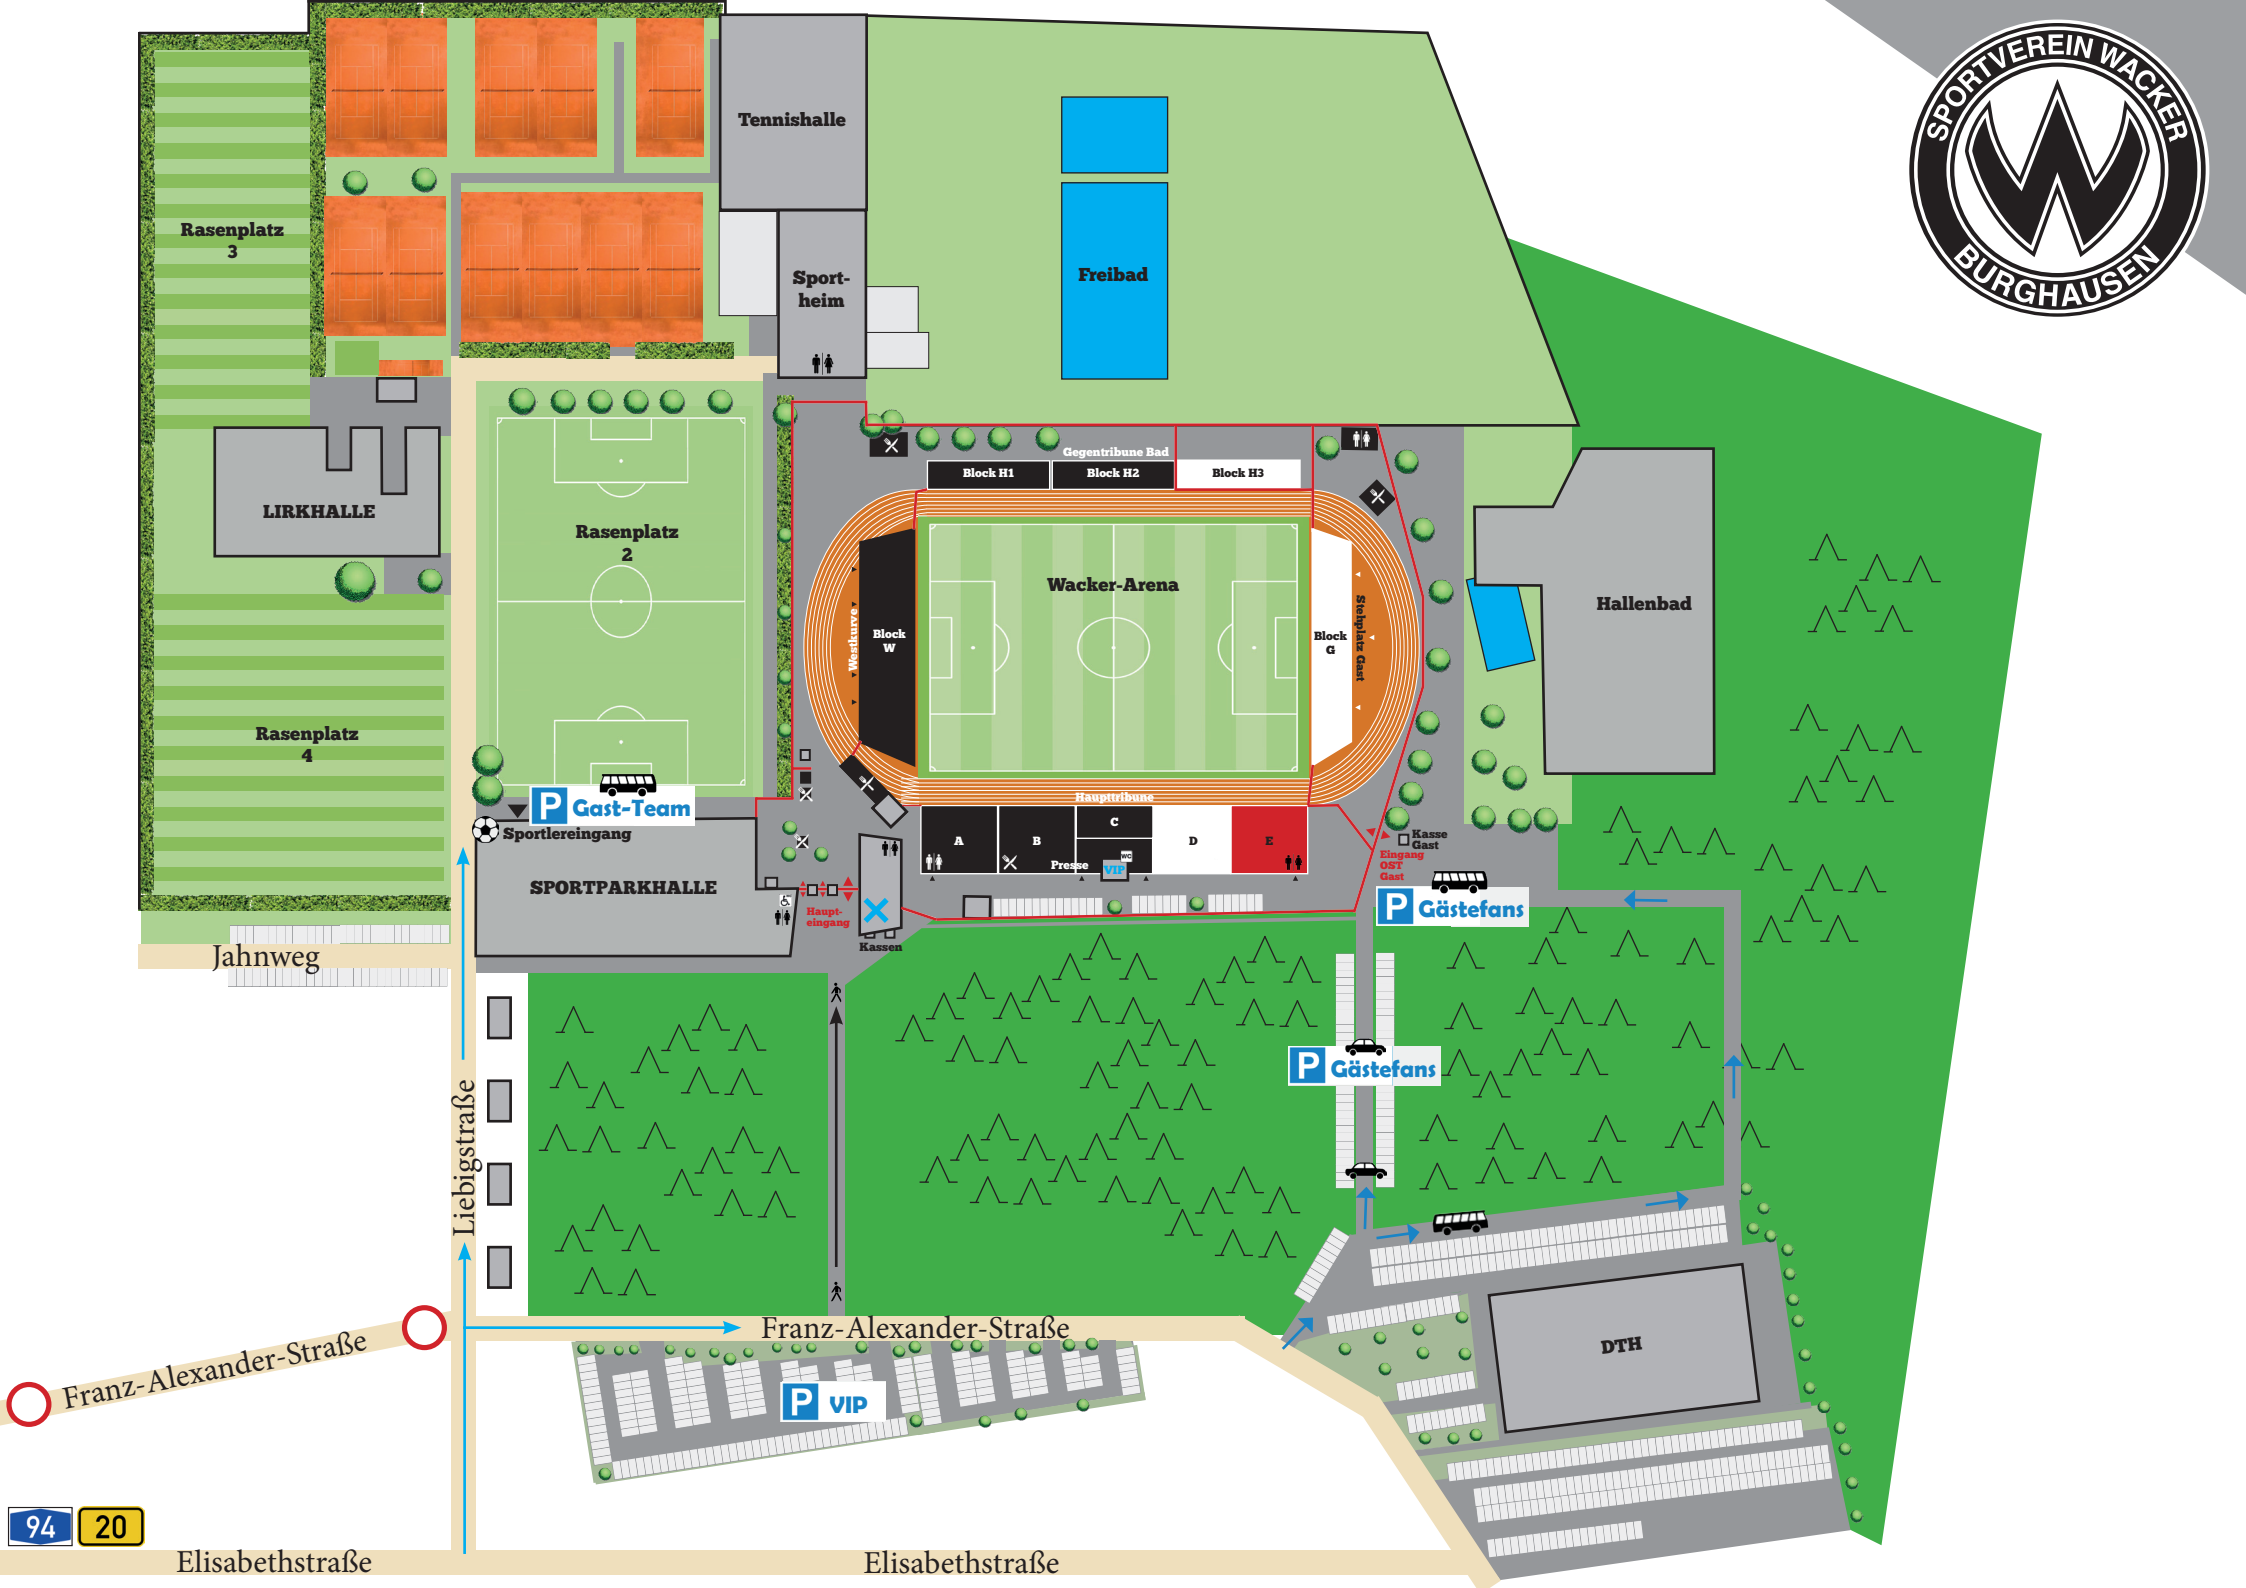 SPORTVEREIN WACKER
BURGHAUSEN
Tennishalle
Rasenplatz
3
Sport-
heim
Freibad
Gegentribune Bad
Block H1
Block H2
Block H3
LIRKHALLE
Rasenplatz
2
Wacker-Arena
Hallenbad
Westkurve
Block
W
Block
G
Stehplatz Gast
Rasenplatz
4
P Gast-Team
Sportlereingang
Haupttribune
A
B
C
D
E
Presse
WC
VIP
Kasse
Gast
Eingang
OST
Gast
SPORTPARKHALLE
Haupt-
eingang
Kassen
P Gästefans
Jahnweg
P Gästefans
Liebigstraße
Franz-Alexander-Straße
Franz-Alexander-Straße
DTH
P VIP
94
20
Elisabethstraße
Elisabethstraße